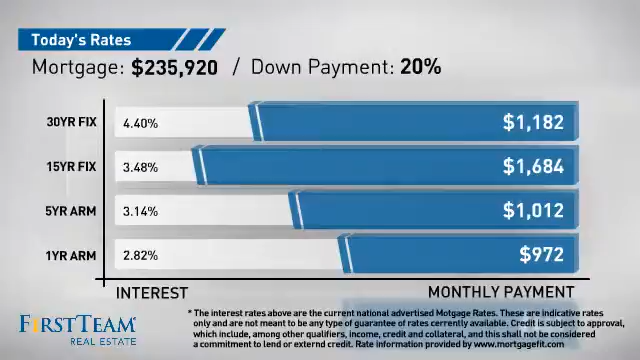 Today's Rates
Mortgage: $235,920 / Down Payment: 20%
30YR FIX 4.40% $1,182
15YR FIX 3.48% $1,684
5YR ARM 3.14% $1,012
1YR ARM 2.82% $972
INTEREST MONTHLY PAYMENT
FIRSTTEAM®
REAL ESTATE
* The interest rates above are the current national advertised Motgage Rates. These are indicative rates
only and are not meant to be any type of guarantee of rates cerrently available. Credit is subject to approval,
which include, among other qualifiers, income, credit and collateral, and this shall not be considered
a commitment to lend or externd credit. Rate information provided by www.mortgagefit.com